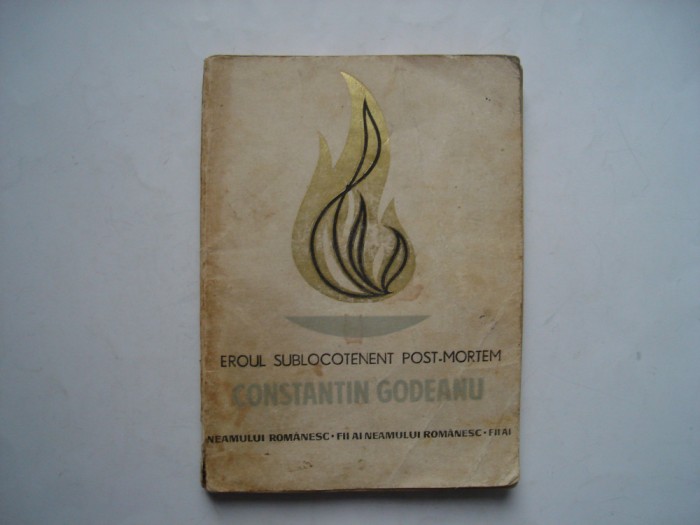 EROUL SUBLOCOTENENT POST-MORTEM
CONSTANTIN GODEANU
NEAMULUI ROMÂNESC • FII AI NEAMULUI ROMÂNESC • FII AI